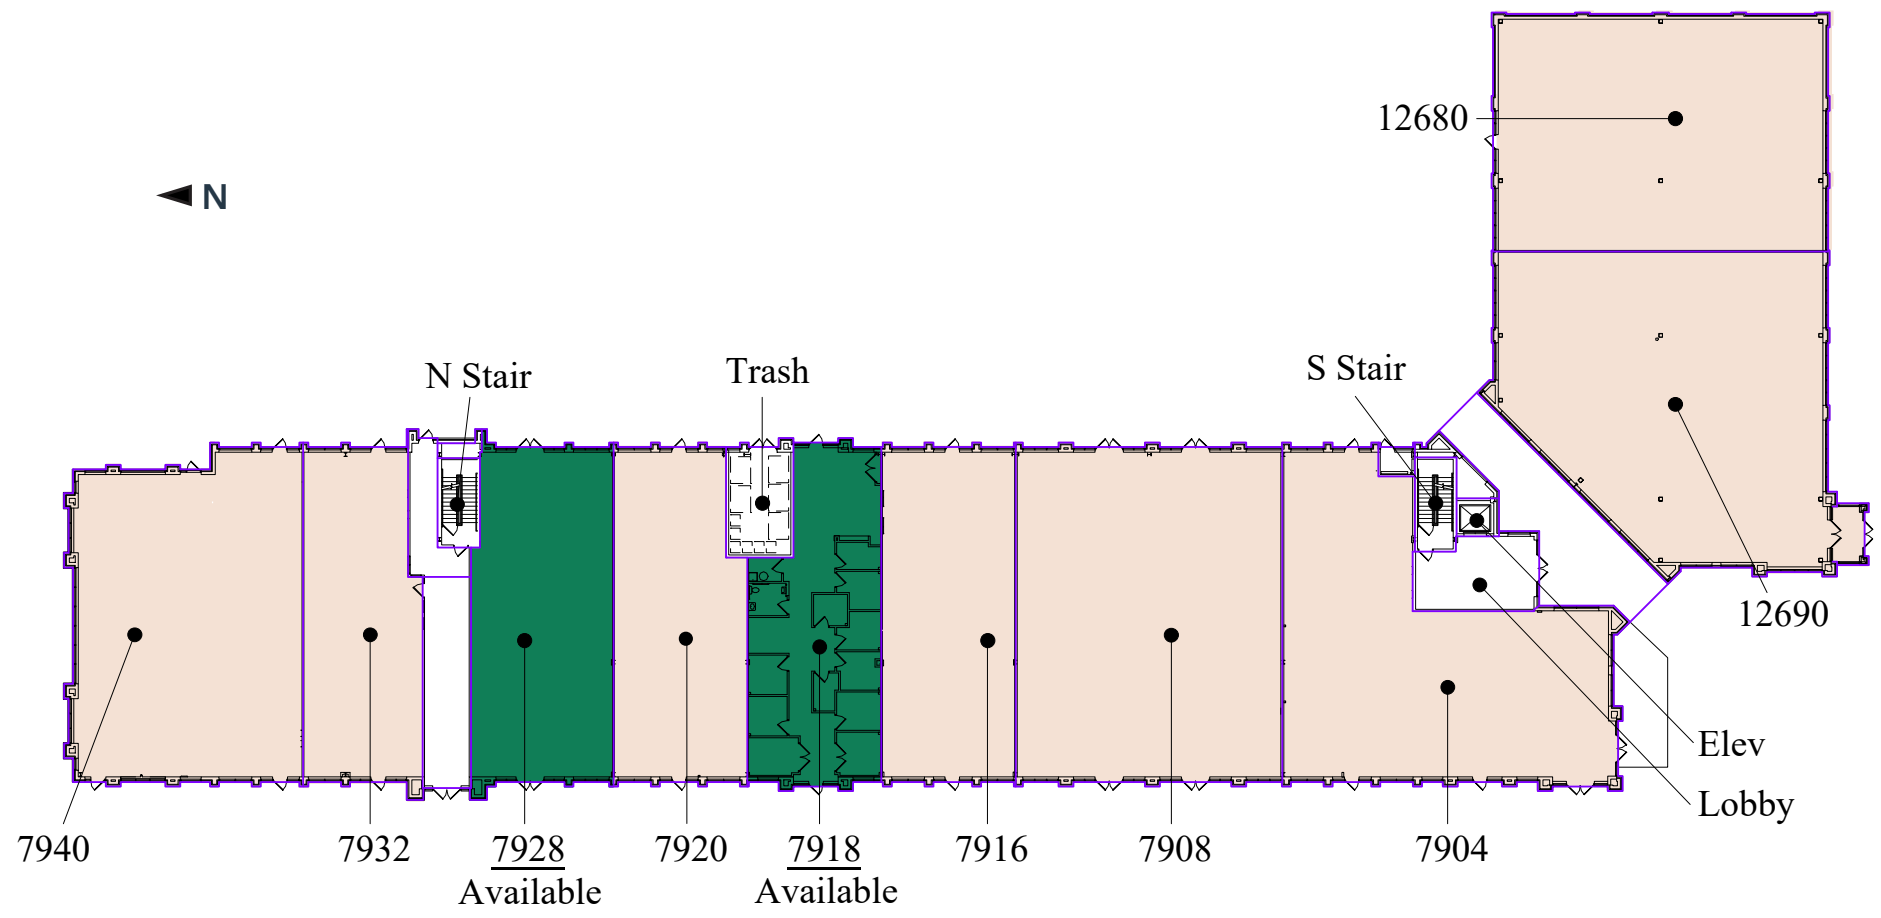 12680
N
N Stair
Trash
S Stair
12690
Elev
Lobby
7940
7932
7928
Available
7920
7918
Available
7916
7908
7904